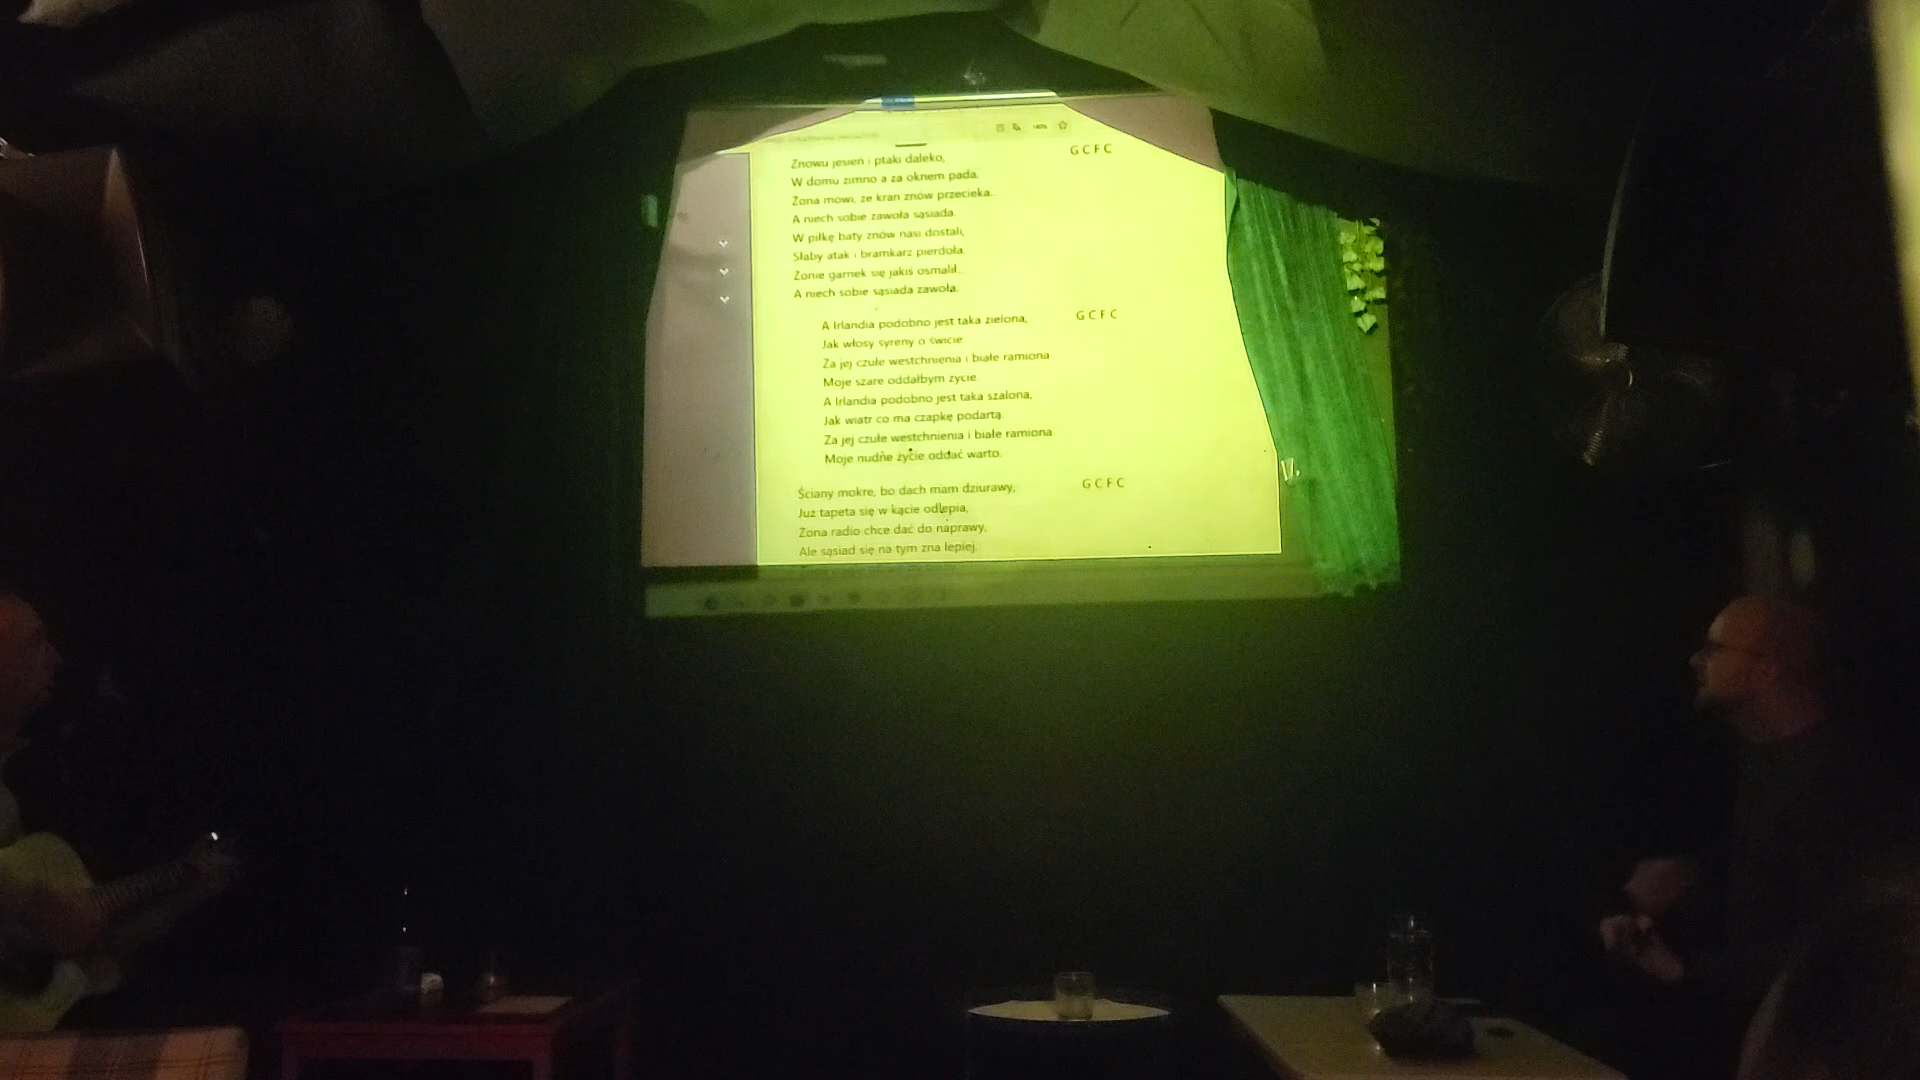 Znowu jesień i ptaki daleko,
G C F C
W domu zimno a za oknem pada.
Żona mówi, że kran znów przecieka..
A niech sobie zawoła sąsiada.
W piłkę baty znów nasi dostali,
Słaby atak i bramkarz pierdoła.
Żonie garnek się jakiś osmalił..
A niech sobie sąsiada zawoła.
A Irlandia podobno jest taka zielona,
G C F C
Jak włosy syreny o świcie
Za jej czułe westchnienia i białe ramiona
Moje szare oddałbym życie
A Irlandia podobno jest taka szalona,
Jak wiatr co ma czapkę podartą.
Za jej czułe westchnienia i białe ramiona
Moje nudne życie oddać warto.
Ściany mokre, bo dach mam dziurawy,
G C F C
Już tapeta się w kącie odlepia,
Żona radio chce dać do naprawy,
Ale sąsiad się na tym zna lepiej.